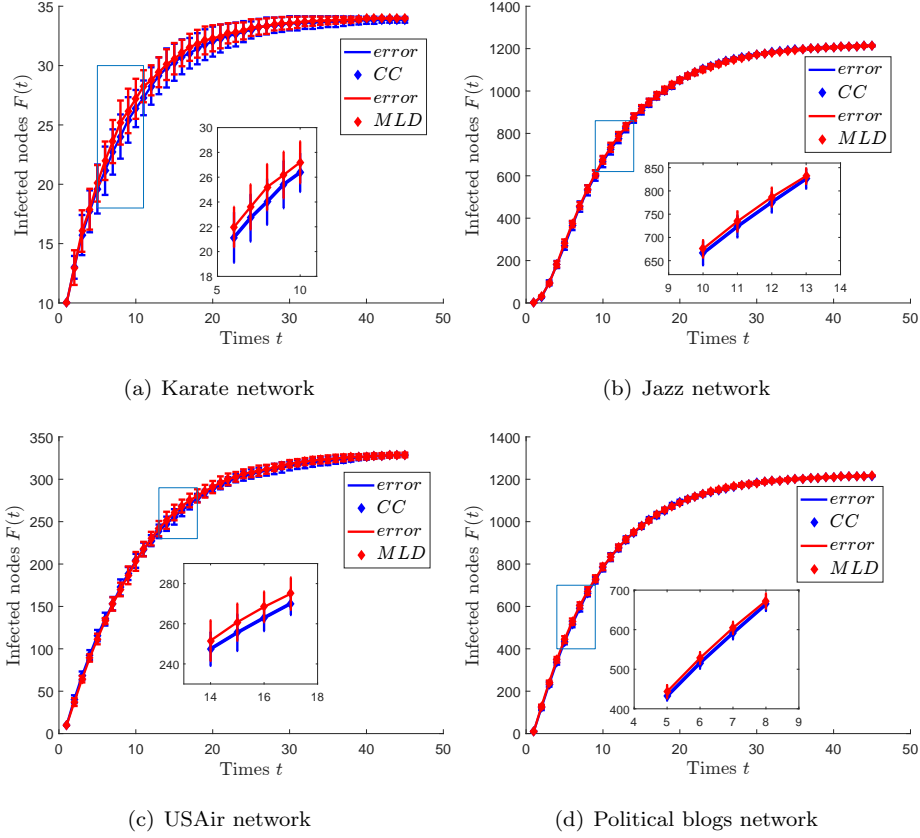 35
30
25
20
15
10
Infected nodes F(t)
0 10 20 30 40 50
Times t
error
CC
error
MLD
30
28
26
24
22
20
18
5 10
(a) Karate network
1400
1200
1000
800
600
400
200
0
Infected nodes F(t)
0 10 20 30 40 50
Times t
error
CC
error
MLD
850
800
750
700
650
9 10 11 12 13 14
(b) Jazz network
350
300
250
200
150
100
50
0
Infected nodes F(t)
0 10 20 30 40 50
Times t
error
CC
error
MLD
280
260
240
14 16 18
(c) USAir network
1400
1200
1000
800
600
400
200
0
Infected nodes F(t)
0 10 20 30 40 50
Times t
error
CC
error
MLD
700
600
500
400
4 5 6 7 8 9
(d) Political blogs network